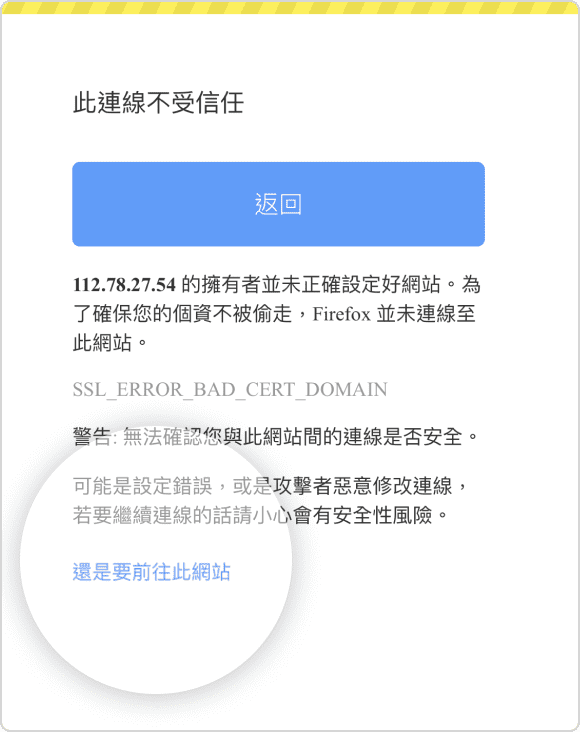 此連線不受信任
返回
112.78.27.54 的擁有者並未正確設定好網站。為
了確保您的個資不被偷走，Firefox 並未連線至
此網站。
SSL_ERROR_BAD_CERT_DOMAIN
警告: 無法確認您與此網站間的連線是否安全。
可能是設定錯誤，或是攻擊者惡意修改連線，
若要繼續連線的話請小心會有安全性風險。
還是要前往此網站